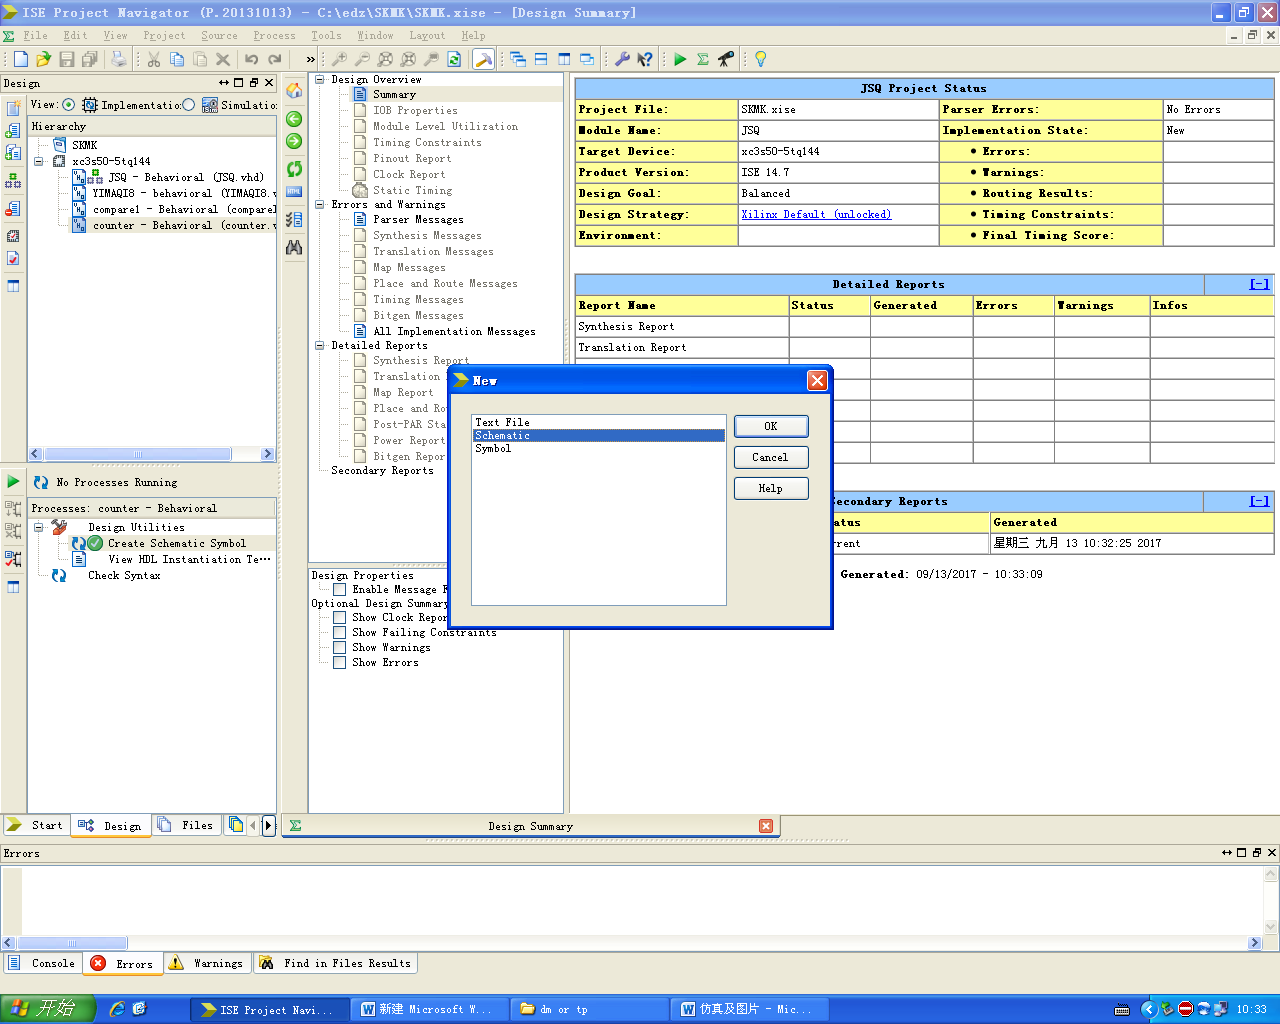 ISE Project Navigator (P.20131013) - C:\edz\SKMK\SKMK.xise - [Design Summary]
File Edit View Project Source Process Tools Window Layout Help
Design
View: Implementatio Simulatio
Hierarchy
SKMK
xc3s50-5tq144
JSQ - Behavioral (JSQ.vhd)
YIMAQI8 - behavioral (YIMAQI8.v
compare1 - Behavioral (compare1
counter - Behavioral (counter.v
No Processes Running
Processes: counter - Behavioral
Design Utilities
Create Schematic Symbol
View HDL Instantiation Te...
Check Syntax
Start Design Files
Design Overview
Summary
IOB Properties
Module Level Utilization
Timing Constraints
Pinout Report
Clock Report
Static Timing
Errors and Warnings
Parser Messages
Synthesis Messages
Translation Messages
Map Messages
Place and Route Messages
Timing Messages
Bitgen Messages
All Implementation Messages
Detailed Reports
Synthesis Report
Translation
Map Report
Place and Ro
Post-PAR Sta
Power Report
Bitgen Repor
Secondary Reports
Design Properties
Enable Message F
Optional Design Summary
Show Clock Repor
Show Failing Constraints
Show Warnings
Show Errors
Design Summary
JSQ Project Status
Project File: SKMK.xise Parser Errors: No Errors
Module Name: JSQ Implementation State: New
Target Device: xc3s50-5tq144 • Errors:
Product Version: ISE 14.7 • Warnings:
Design Goal: Balanced • Routing Results:
Design Strategy: Xilinx Default (unlocked) • Timing Constraints:
Environment: • Final Timing Score:
Detailed Reports [-]
Report Name Status Generated Errors Warnings Infos
Synthesis Report
Translation Report
Secondary Reports [-]
atus Generated
rrent 星期三 九月 13 10:32:25 2017
Generated: 09/13/2017 - 10:33:09
New
Text File
Schematic
Symbol
OK
Cancel
Help
Errors
Console Errors Warnings Find in Files Results
开始 ISE Project Navi... 新建 Microsoft W... dm or tp 仿真及图片 - Mic... 10:33